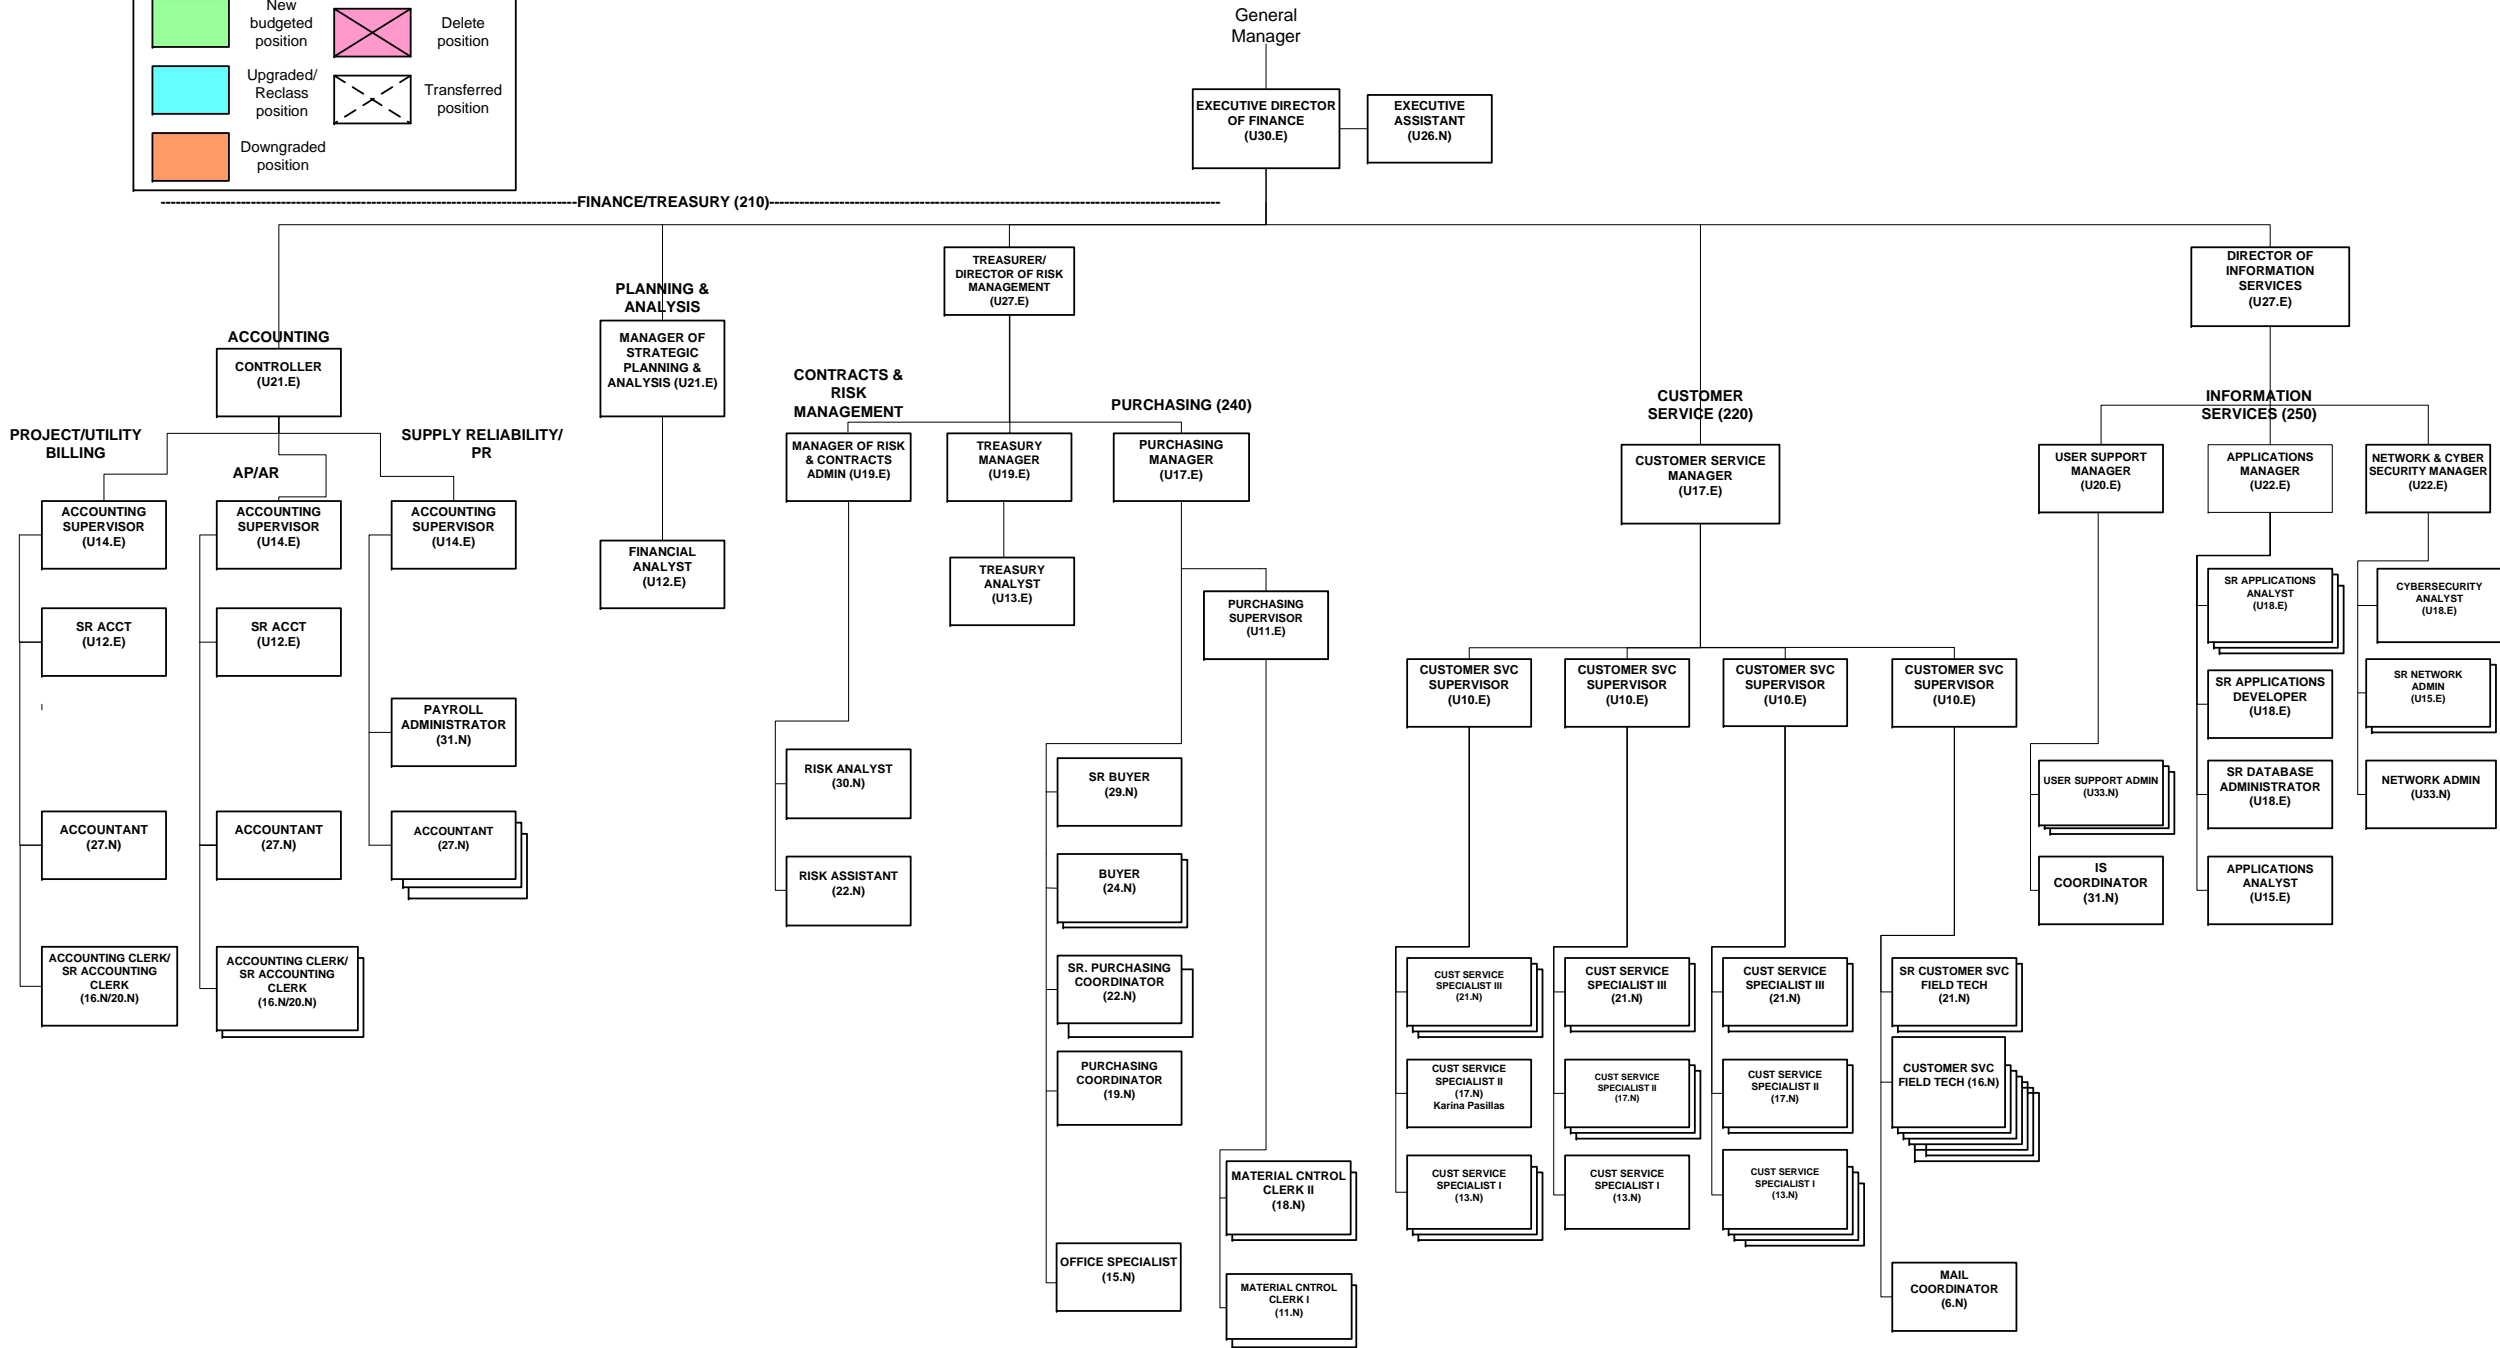 New
budgeted
position
Delete
position
Upgraded/
Reclass
position
Transferred
position
Downgraded
position
General
Manager
EXECUTIVE DIRECTOR
OF FINANCE
(U30.E)
EXECUTIVE
ASSISTANT
(U26.N)
FINANCE/TREASURY (210)
ACCOUNTING
CONTROLLER
(U21.E)
PROJECT/UTILITY
BILLING
ACCOUNTING
SUPERVISOR
(U14.E)
SR ACCT
(U12.E)
ACCOUNTANT
(27.N)
ACCOUNTING CLERK/
SR ACCOUNTING
CLERK
(16.N/20.N)
AP/AR
ACCOUNTING
SUPERVISOR
(U14.E)
SR ACCT
(U12.E)
ACCOUNTANT
(27.N)
ACCOUNTING CLERK/
SR ACCOUNTING
CLERK
(16.N/20.N)
SUPPLY RELIABILITY/
PR
ACCOUNTING
SUPERVISOR
(U14.E)
PAYROLL
ADMINISTRATOR
(31.N)
ACCOUNTANT
(27.N)
PLANNING &
ANALYSIS
MANAGER OF
STRATEGIC
PLANNING &
ANALYSIS (U21.E)
FINANCIAL
ANALYST
(U12.E)
TREASURER/
DIRECTOR OF RISK
MANAGEMENT
(U27.E)
CONTRACTS &
RISK
MANAGEMENT
MANAGER OF RISK
& CONTRACTS
ADMIN (U19.E)
RISK ANALYST
(30.N)
RISK ASSISTANT
(22.N)
TREASURY
MANAGER
(U19.E)
TREASURY
ANALYST
(U13.E)
PURCHASING (240)
PURCHASING
MANAGER
(U17.E)
PURCHASING
SUPERVISOR
(U11.E)
SR BUYER
(29.N)
BUYER
(24.N)
SR. PURCHASING
COORDINATOR
(22.N)
PURCHASING
COORDINATOR
(19.N)
OFFICE SPECIALIST
(15.N)
MATERIAL CNTROL
CLERK II
(18.N)
MATERIAL CNTROL
CLERK I
(11.N)
CUSTOMER
SERVICE (220)
CUSTOMER SERVICE
MANAGER
(U17.E)
CUSTOMER SVC
SUPERVISOR
(U10.E)
CUST SERVICE
SPECIALIST III
(21.N)
CUST SERVICE
SPECIALIST II
(17.N)
Karina Pasillas
CUST SERVICE
SPECIALIST I
(13.N)
CUSTOMER SVC
SUPERVISOR
(U10.E)
CUST SERVICE
SPECIALIST III
(21.N)
CUST SERVICE
SPECIALIST II
(17.N)
CUST SERVICE
SPECIALIST I
(13.N)
CUSTOMER SVC
SUPERVISOR
(U10.E)
CUST SERVICE
SPECIALIST III
(21.N)
CUST SERVICE
SPECIALIST II
(17.N)
CUST SERVICE
SPECIALIST I
(13.N)
CUSTOMER SVC
SUPERVISOR
(U10.E)
SR CUSTOMER SVC
FIELD TECH
(21.N)
CUSTOMER SVC
FIELD TECH (16.N)
MAIL
COORDINATOR
(6.N)
DIRECTOR OF
INFORMATION
SERVICES
(U27.E)
INFORMATION
SERVICES (250)
USER SUPPORT
MANAGER
(U20.E)
USER SUPPORT ADMIN
(U33.N)
IS
COORDINATOR
(31.N)
APPLICATIONS
MANAGER
(U22.E)
SR APPLICATIONS
ANALYST
(U18.E)
SR APPLICATIONS
DEVELOPER
(U18.E)
SR DATABASE
ADMINISTRATOR
(U18.E)
APPLICATIONS
ANALYST
(U15.E)
NETWORK & CYBER
SECURITY MANAGER
(U22.E)
CYBERSECURITY
ANALYST
(U18.E)
SR NETWORK
ADMIN
(U15.E)
NETWORK ADMIN
(U33.N)